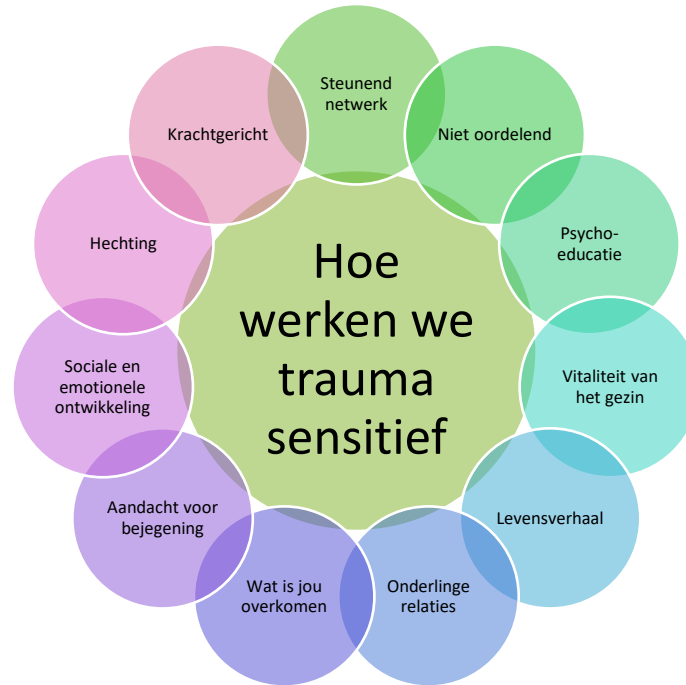 Hoe
werken we
trauma
sensitief
Steunend
netwerk
Niet oordelend
Psycho-
educatie
Vitaliteit van
het gezin
Levensverhaal
Onderlinge
relaties
Wat is jou
overkomen
Aandacht voor
bejegening
Sociale en
emotionele
ontwikkeling
Hechting
Krachtgericht